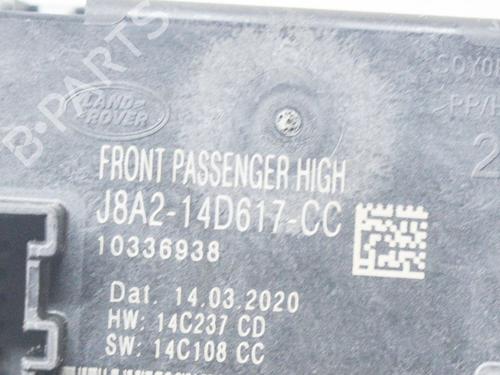 B-PARTS
LAND-
ROVER
FRONT PASSENGER HIGH
J8A2-14D617-CC
10336938
Dat. 14.03.2020
HW: 14C237 CD
SW: 14C108 CC